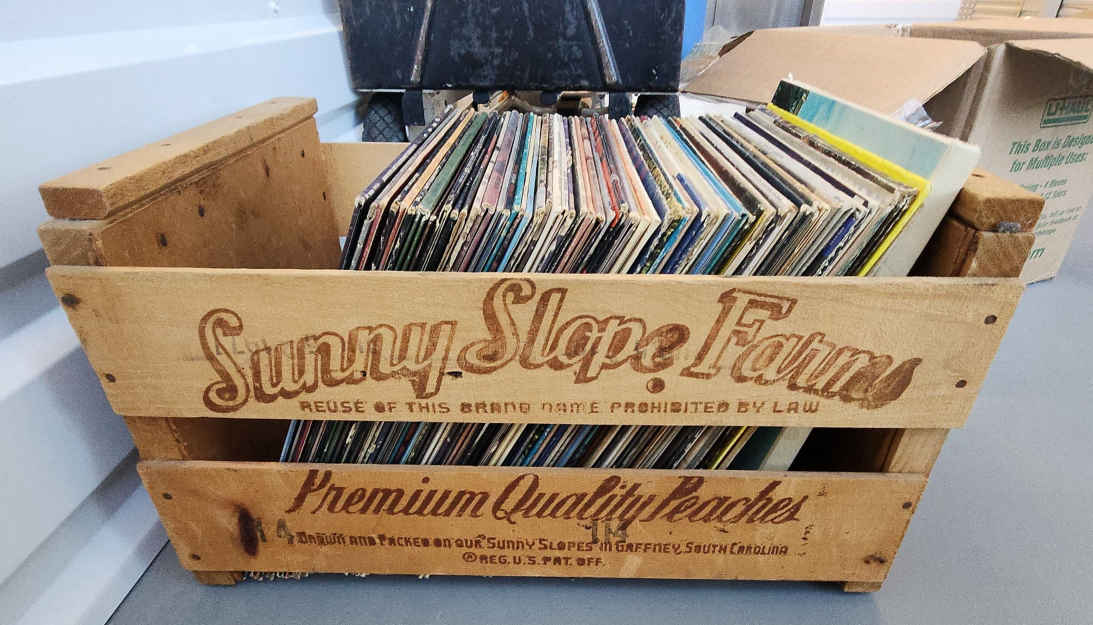 Sunny Slope Farms
REUSE OF THIS BRAND NAME PROHIBITED BY LAW
Premium Quality Peaches
GROWN AND PACKED ON OUR SUNNY SLOPES IN GAFFNEY, SOUTH CAROLINA
® REG. U.S. PAT. OFF.
U-HAUL
This Box is
for Multiple Uses: